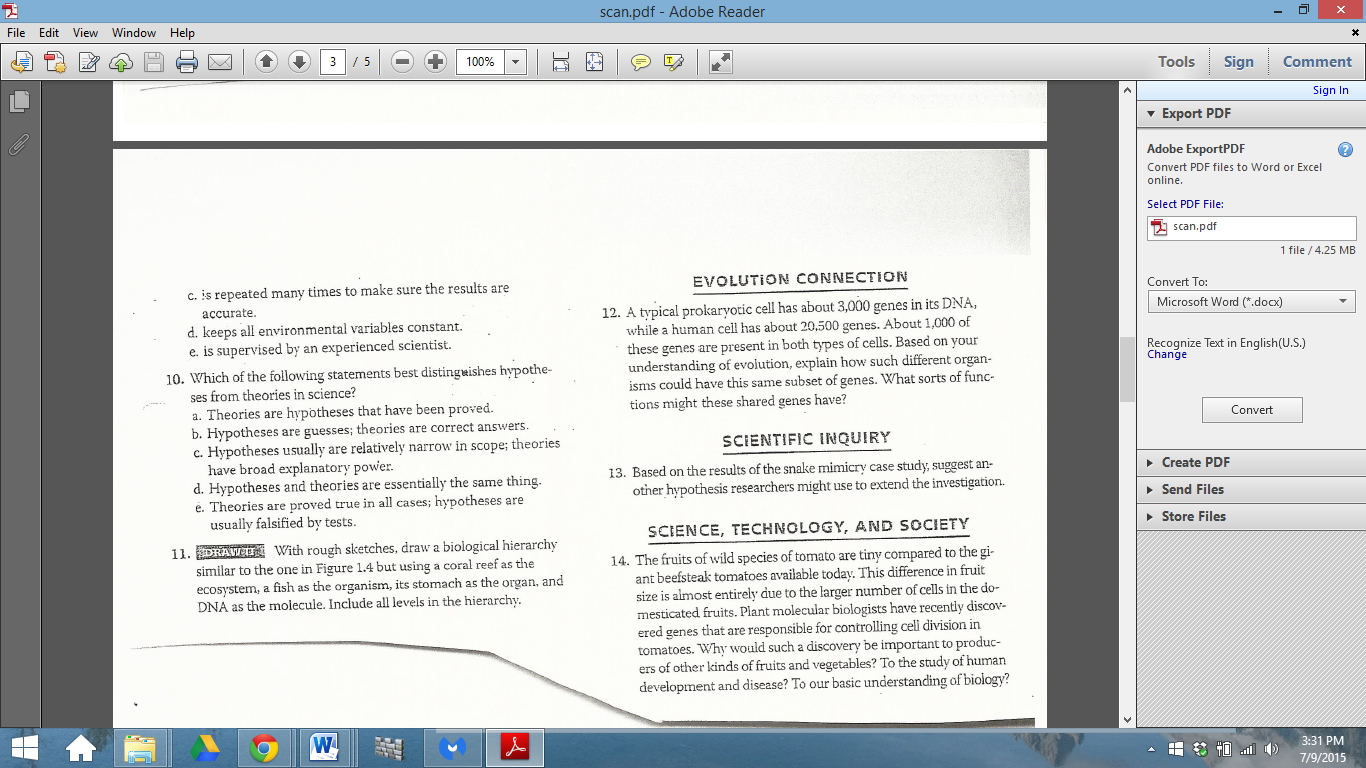 scan.pdf - Adobe Reader
File Edit View Window Help
3 / 5
100%
Tools Sign Comment
Sign In
Export PDF
Adobe ExportPDF
Convert PDF files to Word or Excel
online.
Select PDF File:
scan.pdf
1 file / 4.25 MB
Convert To:
Microsoft Word (*.docx)
Recognize Text in English(U.S.)
Change
Convert
Create PDF
Send Files
Store Files
c. is repeated many times to make sure the results are
accurate.
d. keeps all environmental variables constant.
e. is supervised by an experienced scientist.
10. Which of the following statements best distinguishes hypothe-
ses from theories in science?
a. Theories are hypotheses that have been proved.
b. Hypotheses are guesses; theories are correct answers.
c. Hypotheses usually are relatively narrow in scope; theories
have broad explanatory power.
d. Hypotheses and theories are essentially the same thing.
e. Theories are proved true in all cases; hypotheses are
usually falsified by tests.
11. DRAW IT With rough sketches, draw a biological hierarchy
similar to the one in Figure 1.4 but using a coral reef as the
ecosystem, a fish as the organism, its stomach as the organ, and
DNA as the molecule. Include all levels in the hierarchy.
EVOLUTION CONNECTION
12. A typical prokaryotic cell has about 3,000 genes in its DNA,
while a human cell has about 20,500 genes. About 1,000 of
these genes are present in both types of cells. Based on your
understanding of evolution, explain how such different organ-
isms could have this same subset of genes. What sorts of func-
tions might these shared genes have?
SCIENTIFIC INQUIRY
13. Based on the results of the snake mimicry case study, suggest an-
other hypothesis researchers might use to extend the investigation.
SCIENCE, TECHNOLOGY, AND SOCIETY
14. The fruits of wild species of tomato are tiny compared to the gi-
ant beefsteak tomatoes available today. This difference in fruit
size is almost entirely due to the larger number of cells in the do-
mesticated fruits. Plant molecular biologists have recently discov-
ered genes that are responsible for controlling cell division in
tomatoes. Why would such a discovery be important to produc-
ers of other kinds of fruits and vegetables? To the study of human
development and disease? To our basic understanding of biology?
3:31 PM
7/9/2015